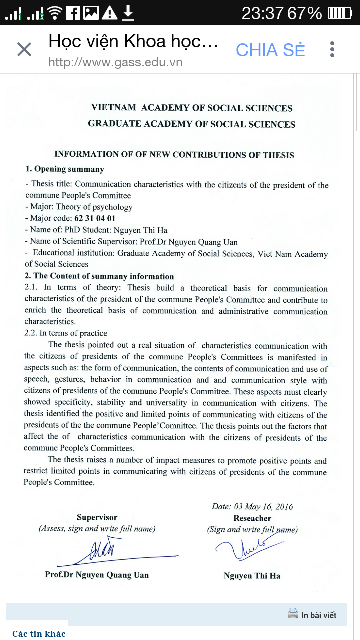 23:37 67%
Học viện Khoa học...
CHIA SẺ
http://www.gass.edu.vn
VIETNAM ACADEMY OF SOCIAL SCIENCES
GRADUATE ACADEMY OF SOCIAL SCIENCES
INFORMATION OF OF NEW CONTRIBUTIONS OF THESIS
1. Opening summany
- Thesis title: Communication characteristics with the citizents of the president of the
commune People's Committee
- Major: Theory of psychology
- Major code: 62 31 04 01
- Name of: PhD Student: Nguyen Thi Ha
- Name of Scientific Supervisor: Prof.Dr Nguyen Quang Uan
- Educational institution: Graduate Academy of Social Sciences, Viet Nam Academy
of Social Sciences
2. The Content of summany information
2.1. In terms of theory: Thesis build a theoretical basis for communication
characteristics of the president of the commune People's Committee and contribute to
enrich the theoretical basis of communication and administrative communication
characteristics.
2.2. In terms of practice
The thesis pointed out a real situation of characteristics communication with
the citizens of presidents of the commune People's Committees is manifested in
aspects such as: the form of communication, the contents of communication and use of
speech, gestures, behavior in communication and and communication style with
citizens of presidents of the commune People's Committee. These aspects must clearly
showed specificity, stability and universality in communication with citizens. The
thesis identified the positive and limited points of communicating with citizens of the
presidents of the the commune People'Committee. The thesis points out the factors that
affect the of characteristics communication with the citizens of presidents of the
commune People's Committees.
The thesis raises a number of impact measures to promote positive points and
restrict limited points in communicating with citizens of presidents of the commune
People's Committee.
Date: 03 May 16, 2016
Supervisor
Reseacher
(Assess, sign and write full name)
(Sign and write full name)
Prof.Dr Nguyen Quang Uan
Nguyen Thi Ha
In bài viết
Các tin khác